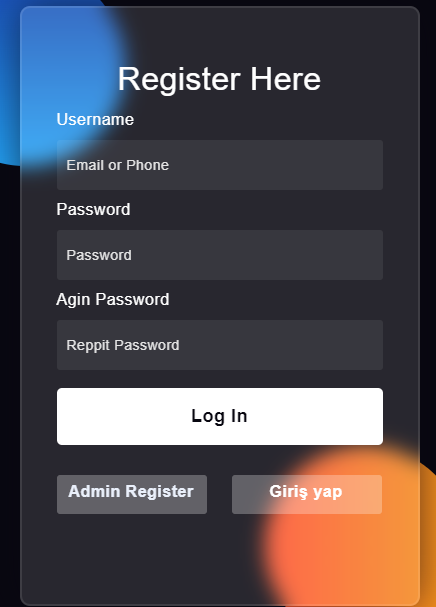 Register Here
Username
Email or Phone
Password
Password
Agin Password
Reppit Password
Log In
Admin Register
Giriş yap